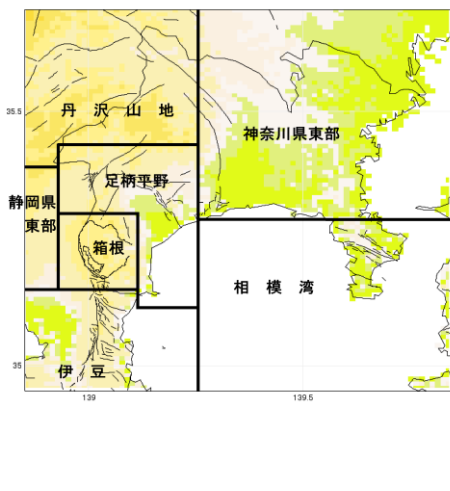 35.5
丹 沢 山 地
神奈川県東部
足柄平野
静岡県
東部
箱根
相 模 湾
伊 豆
35
139
139.5